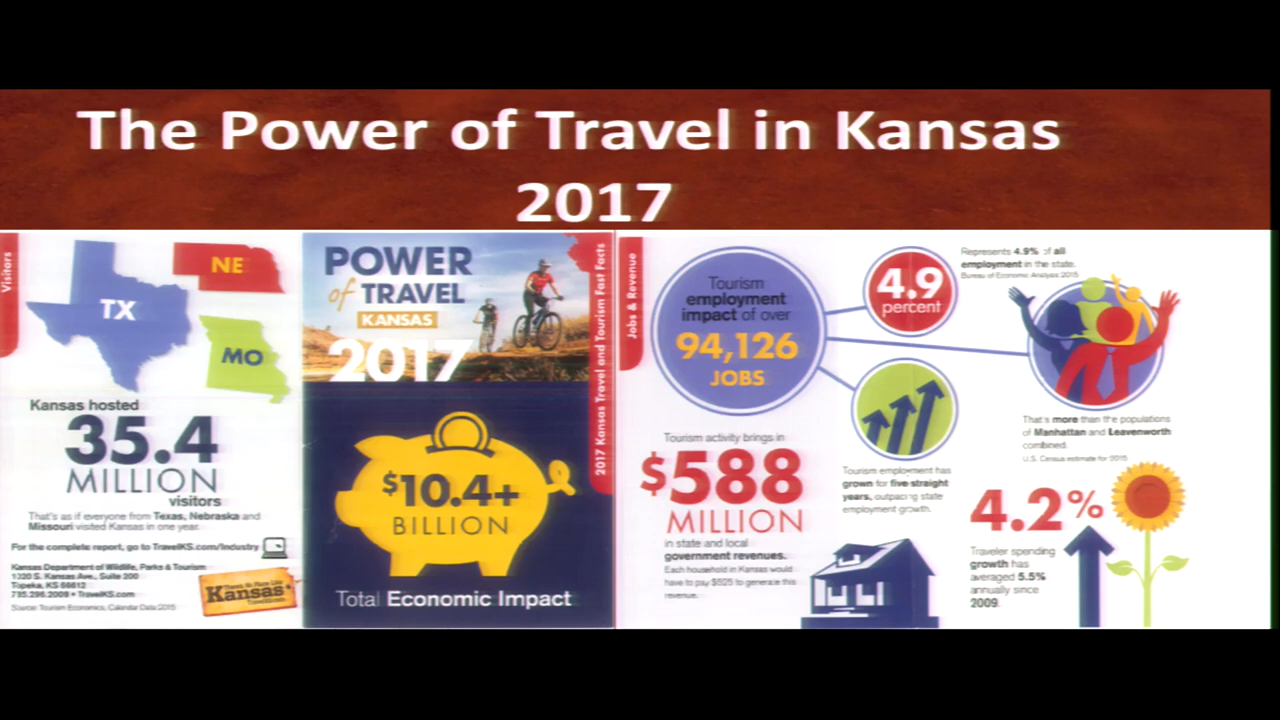 The Power of Travel in Kansas
2017
Visitors
NE
TX
MO
Kansas hosted
35.4
MILLION
visitors
That's as if everyone from Texas, Nebraska and
Missouri visited Kansas in one year.
For the complete report, go to TravelKS.com/Industry
Kansas Department of Wildlife, Parks & Tourism
1020 S. Kansas Ave., Suite 200
Topeka, KS 66612
785.296.2009 • TravelKS.com
Source: Tourism Economics, Calendar Data 2015
There's No Place Like
Kansas
POWER
of TRAVEL
KANSAS
2017
2017 Kansas Travel and Tourism Fast Facts
$10.4+
BILLION
Total Economic Impact
Jobs & Revenue
Tourism
employment
impact of over
94,126
JOBS
4.9
percent
Represents 4.9% of all
employment in the state.
Bureau of Economic Analysis 2015
That's more than the populations
of Manhattan and Leavenworth
combined.
U.S. Census estimate for 2015
Tourism employment has
grown for five straight
years, outpacing state
employment growth.
Tourism activity brings in
$588
MILLION
in state and local
government revenues.
Each household in Kansas would
have to pay $525 to generate this
revenue.
4.2%
Traveler spending
growth has
averaged 5.5%
annually since
2009.